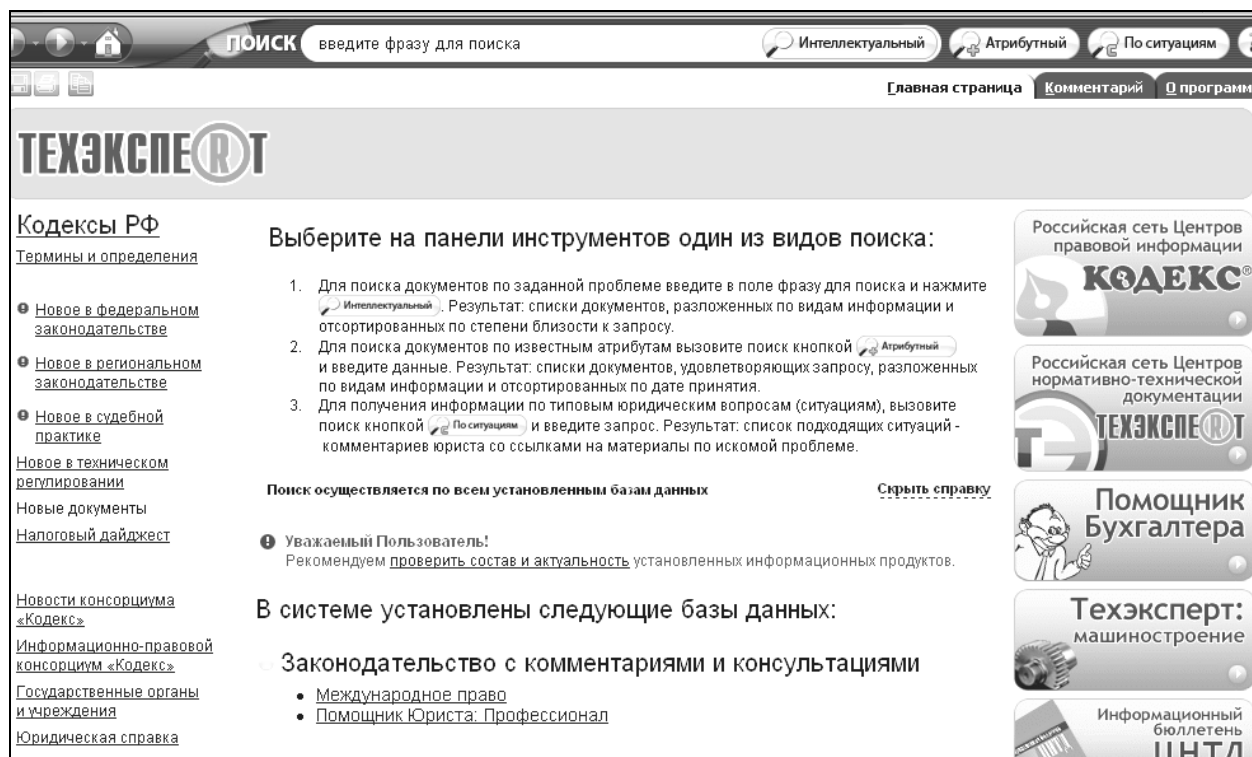 ПОИСК введите фразу для поиска Интеллектуальный Атрибутный По ситуациям
Главная страница Комментарий О програм
ТЕХЭКСПЕRТ
Кодексы РФ
Термины и определения
Новое в федеральном
законодательстве
Новое в региональном
законодательстве
Новое в судебной
практике
Новое в техническом
регулировании
Новые документы
Налоговый дайджест
Новости консорциума
«Кодекс»
Информационно-правовой
консорциум «Кодекс»
Государственные органы
и учреждения
Юридическая справка
Выберите на панели инструментов один из видов поиска:
1. Для поиска документов по заданной проблеме введите в поле фразу для поиска и нажмите
Интеллектуальный . Результат: списки документов, разложенных по видам информации и
отсортированных по степени близости к запросу.
2. Для поиска документов по известным атрибутам вызовите поиск кнопкой Атрибутный
и введите данные. Результат: списки документов, удовлетворяющих запросу, разложенных
по видам информации и отсортированных по дате принятия.
3. Для получения информации по типовым юридическим вопросам (ситуациям), вызовите
поиск кнопкой По ситуациям и введите запрос. Результат: список подходящих ситуаций -
комментариев юриста со ссылками на материалы по искомой проблеме.
Поиск осуществляется по всем установленным базам данных Скрыть справку
Уважаемый Пользователь!
Рекомендуем проверить состав и актуальность установленных информационных продуктов.
В системе установлены следующие базы данных:
Законодательство с комментариями и консультациями
• Международное право
• Помощник Юриста: Профессионал
Российская сеть Центров
правовой информации
КОДЕКС®
Российская сеть Центров
нормативно-технической
документации
ТЕХЭКСПЕRТ
Помощник
Бухгалтера
Техэксперт:
машиностроение
Информационный
бюллетень
ЦНТД